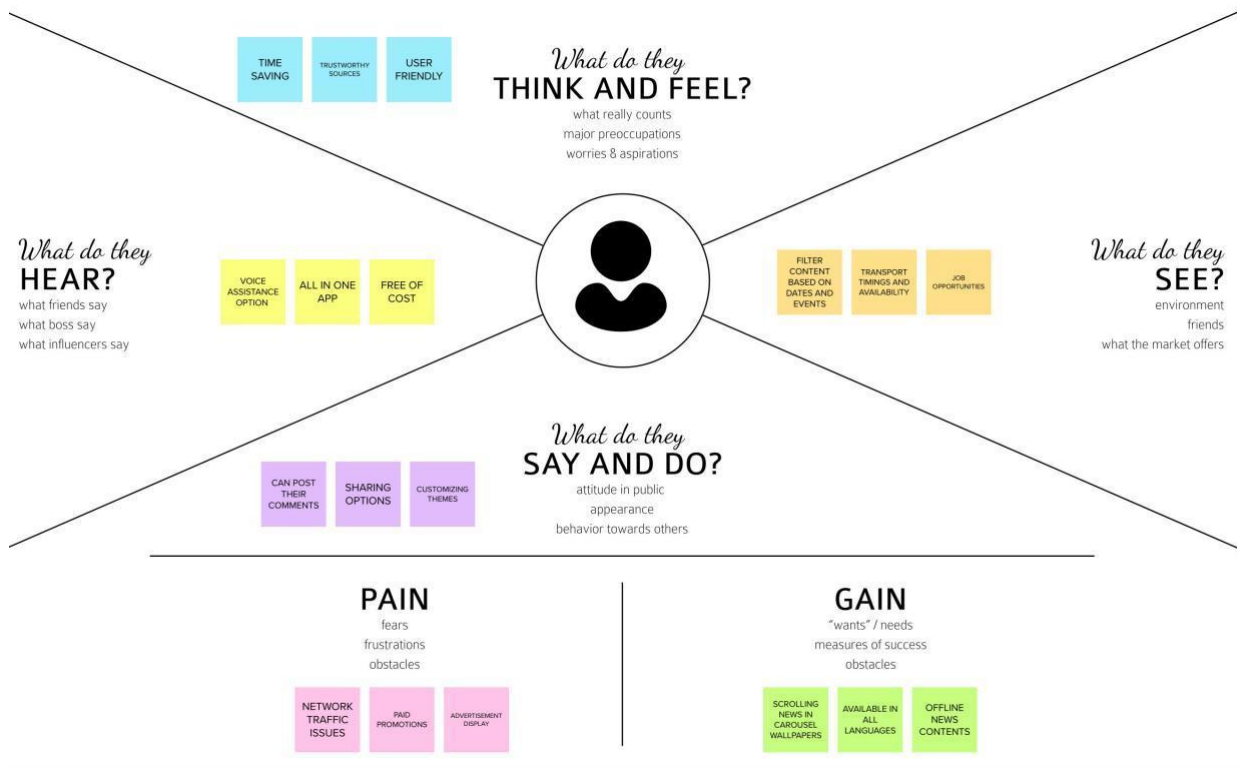 What do they
THINK AND FEEL?
what really counts
major preoccupations
worries & aspirations
TIME
SAVING
TRUSTWORTHY
SOURCES
USER
FRIENDLY
What do they
HEAR?
what friends say
what boss say
what influencers say
VOICE
ASSISTANCE
OPTION
ALL IN ONE
APP
FREE OF
COST
What do they
SEE?
environment
friends
what the market offers
FILTER
CONTENT
BASED ON
DATES AND
EVENTS
TRANSPORT
TIMINGS AND
AVAILABILITY
JOB
OPPORTUNITIES
What do they
SAY AND DO?
attitude in public
appearance
behavior towards others
CAN POST
THEIR
COMMENTS
SHARING
OPTIONS
CUSTOMIZING
THEMES
PAIN
fears
frustrations
obstacles
NETWORK
TRAFFIC
ISSUES
PAID
PROMOTIONS
ADVERTISEMENT
DISPLAY
GAIN
"wants" / needs
measures of success
obstacles
SCROLLING
NEWS IN
CAROUSEL
WALLPAPERS
AVAILABLE IN
ALL
LANGUAGES
OFFLINE
NEWS
CONTENTS